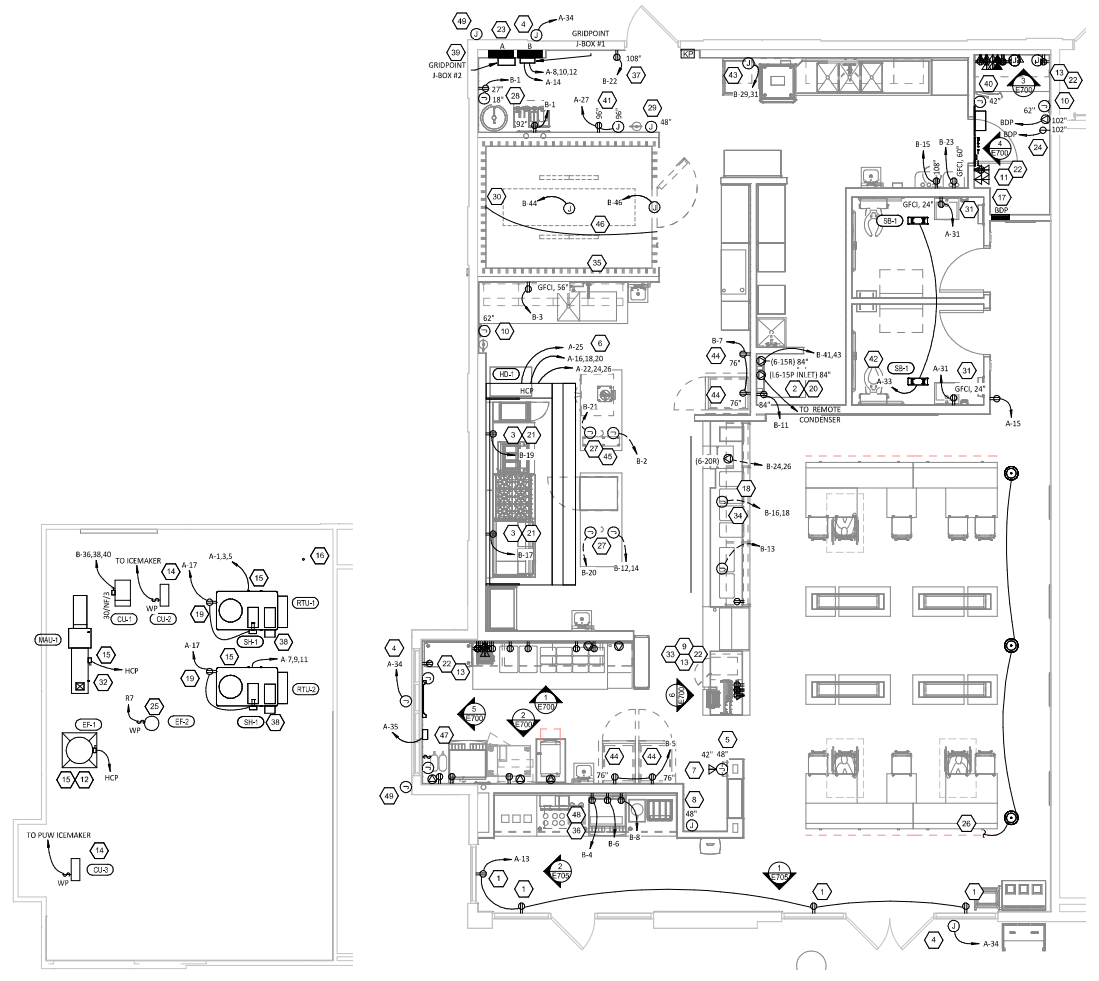 49
23
4
A-34
GRIDPOINT
J-BOX #1
A
B
39
GRIDPOINT
J-BOX #2
108"
B-22
37
KP
A-8,10,12
A-14
B-1
27"
18"
28
B-1
92"
A-27
41
96"
96"
29
48"
43
B-29,31
40
3
E700
13
22
42"
62"
10
BDP
102"
BDP
102"
4
E700
24
B-15
B-23
108"
GFCI, 60"
11
22
17
BDP
30
B-44
B-46
46
35
GFCI, 24"
31
SB-1
A-31
GFCI, 56"
B-3
62"
10
6
A-25
A-16,18,20
A-22,24,26
HD-1
HCP
B-7
44
76"
B-41,43
(6-15R) 84"
(L6-15P INLET) 84"
2
20
44
76"
84"
TO REMOTE
CONDENSER
B-11
42
SB-1
A-33
A-31
31
GFCI, 24"
A-15
B-21
3
21
B-19
27
45
B-2
(6-20R)
B-24,26
18
B-16,18
34
B-13
3
21
B-17
27
B-20
B-12,14
16
B-36,38,40
TO ICEMAKER
14
A-17
A-1,3,5
15
30/NF/3
WP
CU-1
CU-2
19
RTU-1
SH-1
38
MAU-1
15
HCP
32
A-17
15
A-7,9,11
19
RTU-2
SH-1
38
R7
25
WP
EF-2
EF-1
15
12
HCP
TO PUW ICEMAKER
14
WP
CU-3
4
A-34
22
13
9
33
22
13
6
E700
1
E700
5
E700
2
E700
A-35
47
44
44
B-5
76"
76"
5
42"
48"
7
8
48"
49
48
36
B-4
B-6
B-8
26
A-13
2
E705
1
E705
1
1
1
1
4
A-34